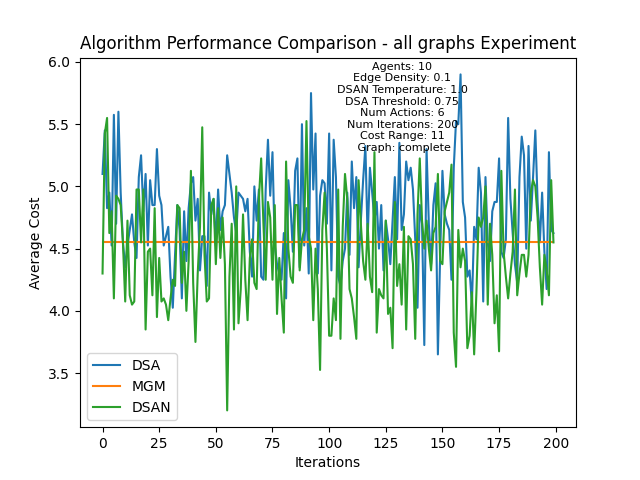 Algorithm Performance Comparison - all graphs Experiment
Agents: 10
Edge Density: 0.1
DSAN Temperature: 1.0
DSA Threshold: 0.75
Num Actions: 6
Num Iterations: 200
Cost Range: 11
Graph: complete
Average Cost
6.0
5.5
5.0
4.5
4.0
3.5
DSA
MGM
DSAN
0 25 50 75 100 125 150 175 200
Iterations